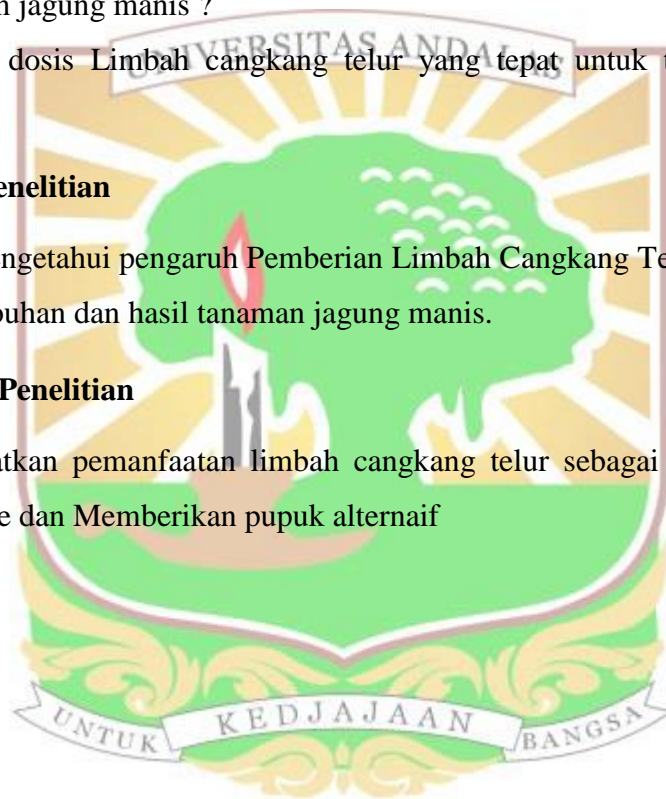 jagung manis ?
UNIVERSITAS ANDALAS
dosis Limbah cangkang telur yang tepat untuk
enelitian
engetahui pengaruh Pemberian Limbah Cangkang Te
buhan dan hasil tanaman jagung manis.
Penelitian
atkan pemanfaatan limbah cangkang telur sebagai
e dan Memberikan pupuk alternaif
UNTUK KEDJAJAAN BANGSA